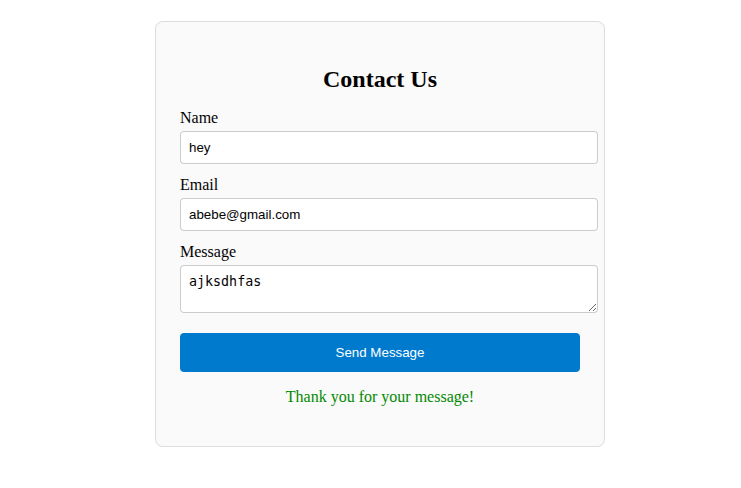 Contact Us
Name
hey
Email
abebe@gmail.com
Message
ajksdhfas
Send Message
Thank you for your message!